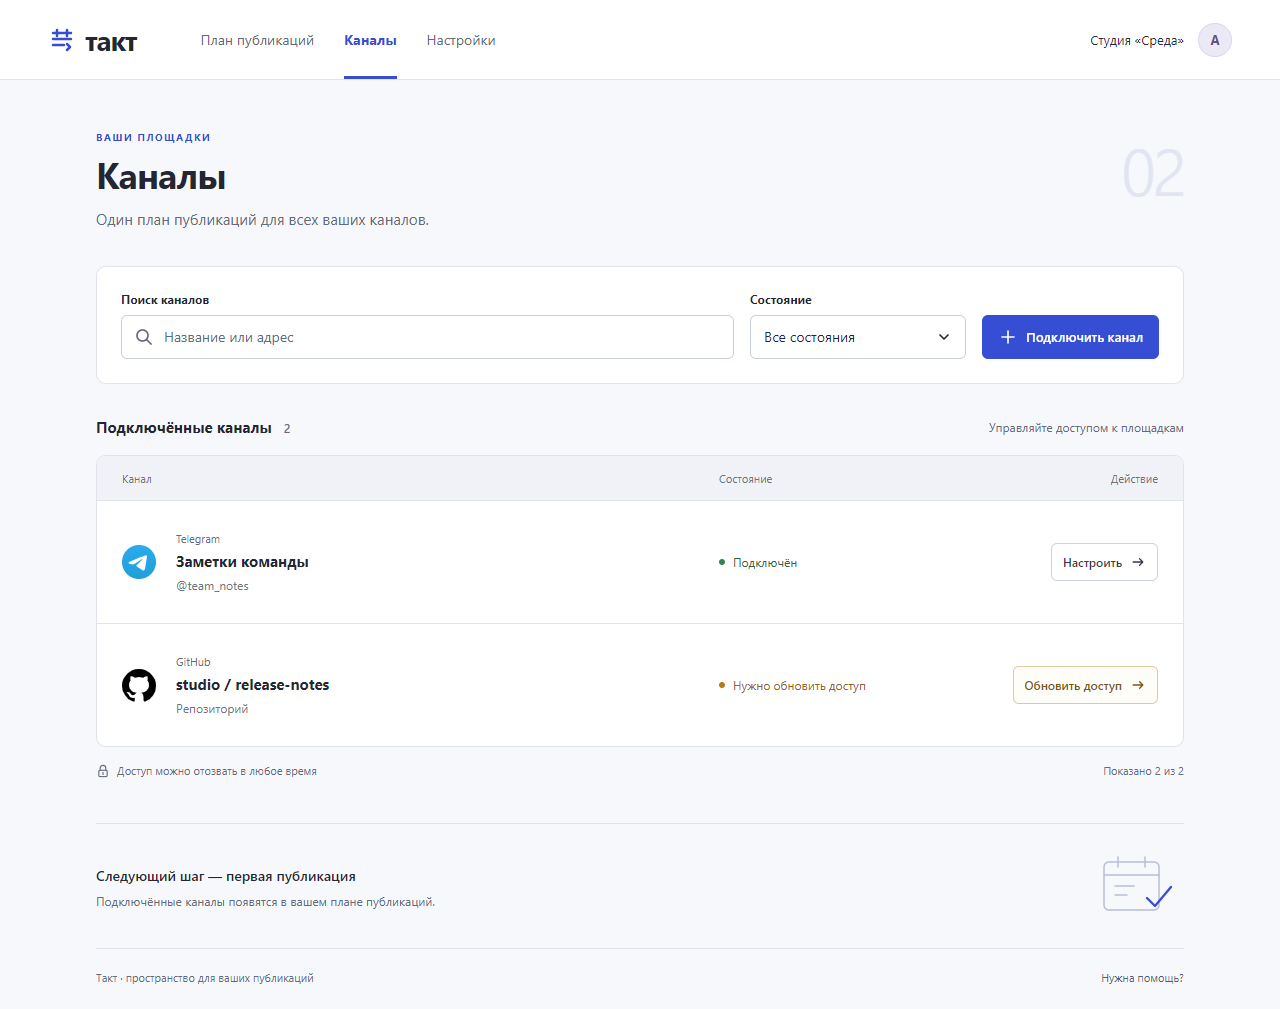 такт
План публикаций
Каналы
Настройки
Студия «Среда»
А
ВАШИ ПЛОЩАДКИ
Каналы
02
Один план публикаций для всех ваших каналов.
Поиск каналов
Состояние
Название или адрес
Все состояния
Подключить канал
Подключённые каналы 2
Управляйте доступом к площадкам
Канал
Состояние
Действие
Telegram
Заметки команды
@team_notes
Подключён
Настроить
GitHub
studio / release-notes
Репозиторий
Нужно обновить доступ
Обновить доступ
Доступ можно отозвать в любое время
Показано 2 из 2
Следующий шаг — первая публикация
Подключённые каналы появятся в вашем плане публикаций.
Такт · пространство для ваших публикаций
Нужна помощь?